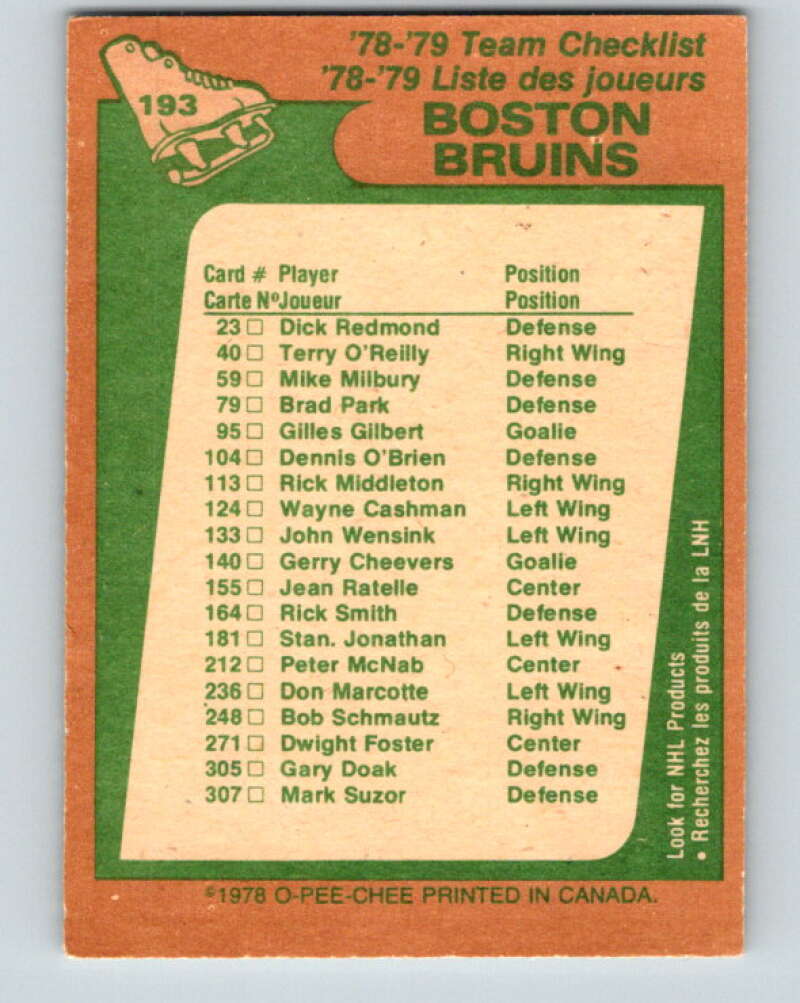 193
'78-'79 Team Checklist
'78-'79 Liste des joueurs
BOSTON
BRUINS
Card # Player Position
Carte Nº Joueur Position
23 □ Dick Redmond Defense
40 □ Terry O'Reilly Right Wing
59 □ Mike Milbury Defense
79 □ Brad Park Defense
95 □ Gilles Gilbert Goalie
104 □ Dennis O'Brien Defense
113 □ Rick Middleton Right Wing
124 □ Wayne Cashman Left Wing
133 □ John Wensink Left Wing
140 □ Gerry Cheevers Goalie
155 □ Jean Ratelle Center
164 □ Rick Smith Defense
181 □ Stan. Jonathan Left Wing
212 □ Peter McNab Center
236 □ Don Marcotte Left Wing
248 □ Bob Schmautz Right Wing
271 □ Dwight Foster Center
305 □ Gary Doak Defense
307 □ Mark Suzor Defense
Look for NHL Products
• Recherchez les produits de la LNH
©1978 O-PEE-CHEE PRINTED IN CANADA.